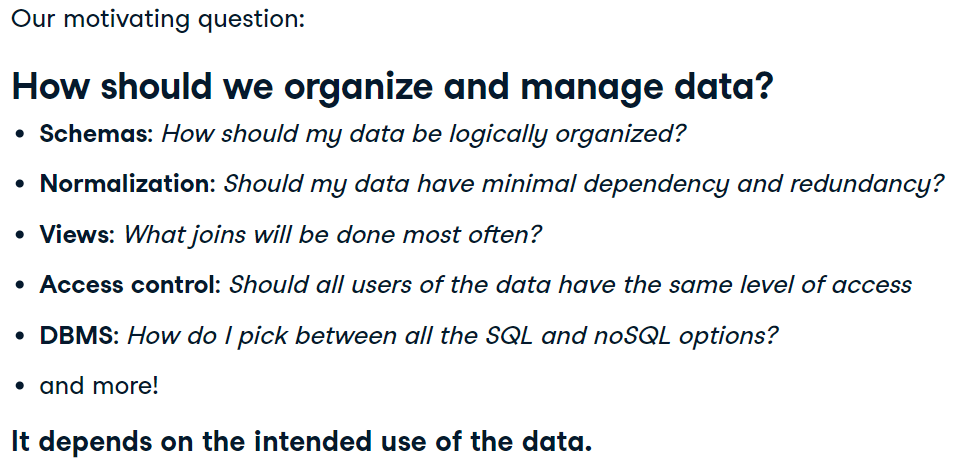 Our motivating question:
How should we organize and manage data?
• Schemas: How should my data be logically organized?
• Normalization: Should my data have minimal dependency and redundancy?
• Views: What joins will be done most often?
• Access control: Should all users of the data have the same level of access
• DBMS: How do I pick between all the SQL and noSQL options?
• and more!
It depends on the intended use of the data.